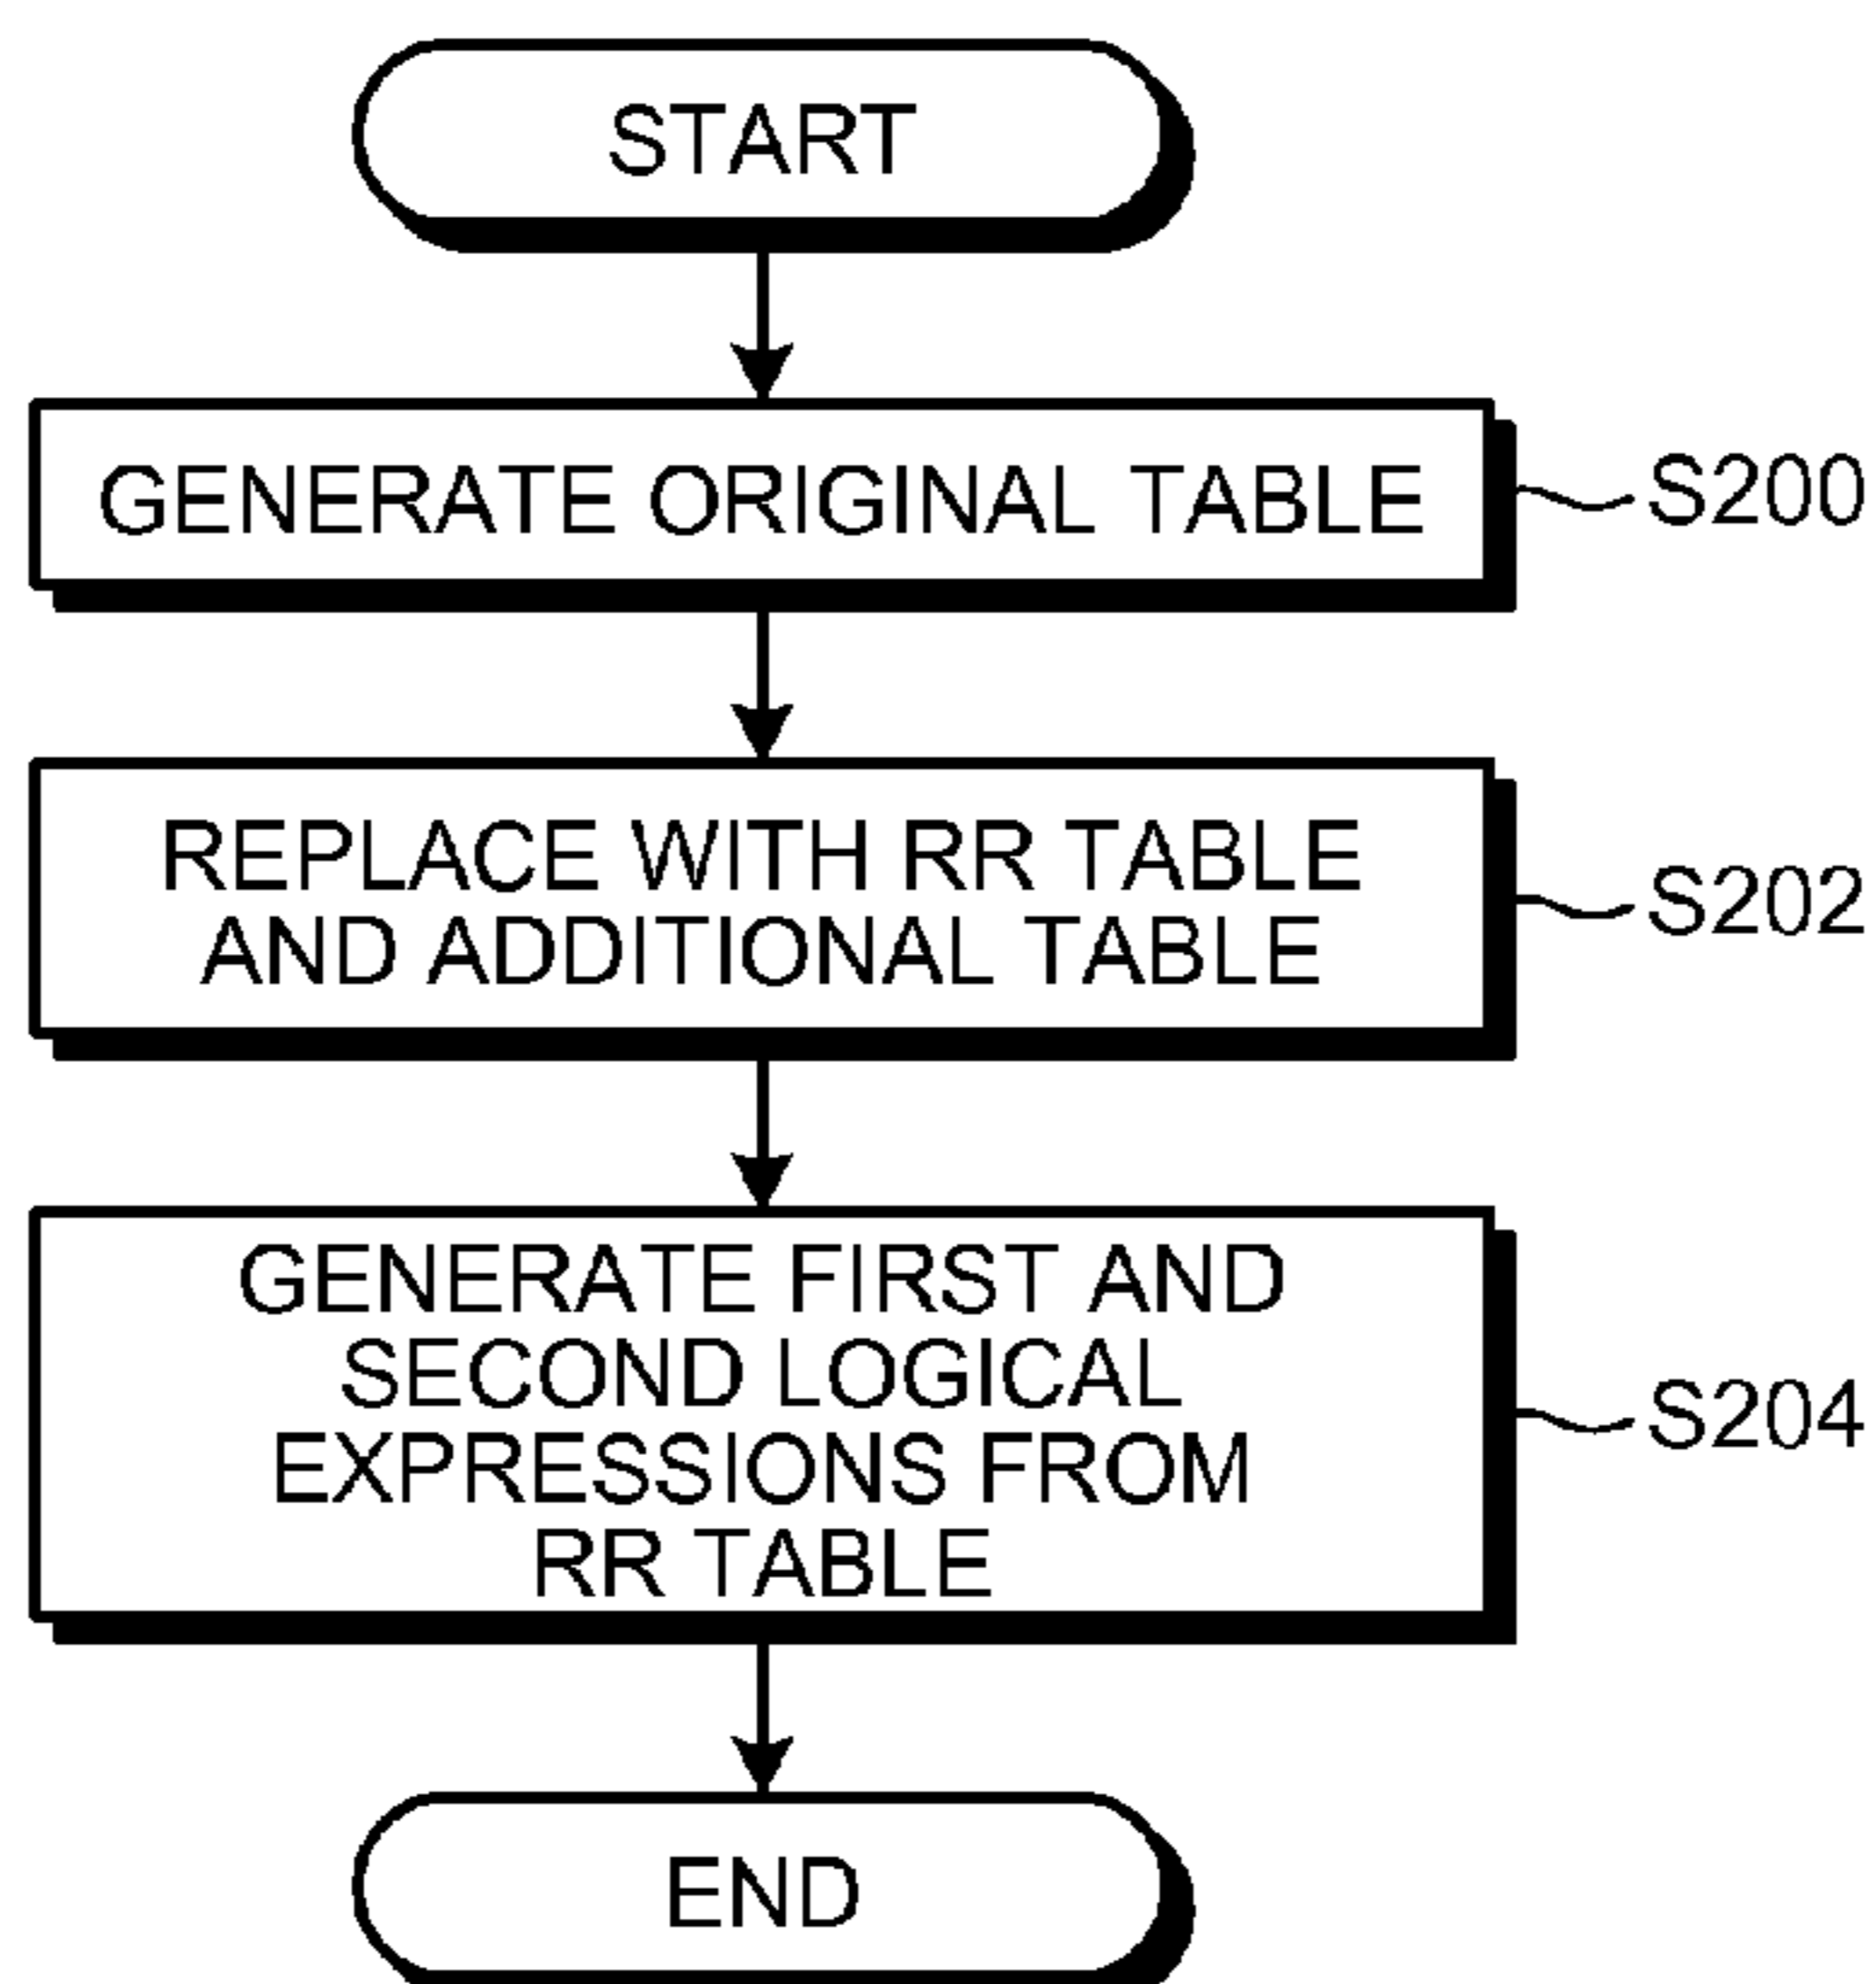 START
GENERATE ORIGINAL TABLE
S200
REPLACE WITH RR TABLE
AND ADDITIONAL TABLE
S202
GENERATE FIRST AND
SECOND LOGICAL
EXPRESSIONS FROM
RR TABLE
S204
END